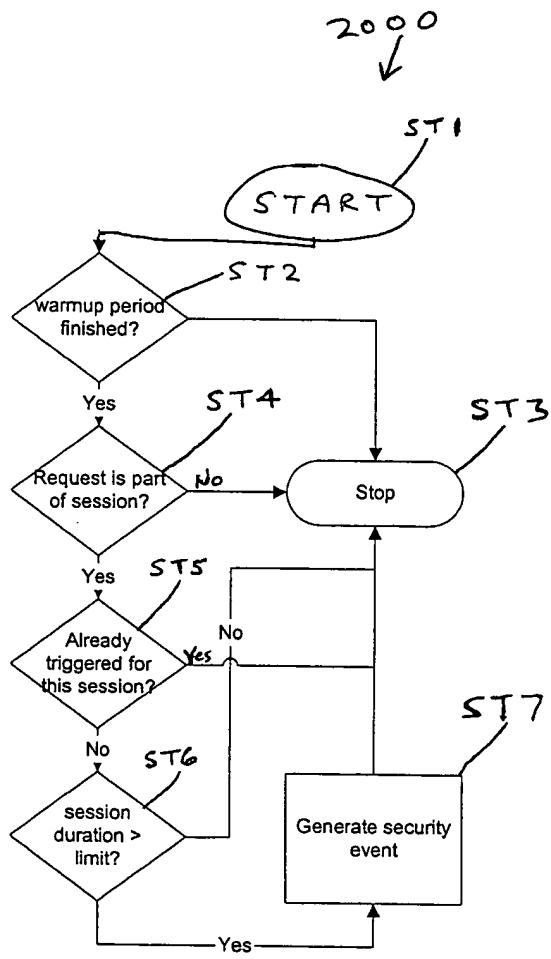 2000
ST1
START
ST2
warmup period
finished?
Yes
ST4
ST3
Request is part
of session?
No
Stop
Yes
ST5
No
Already
triggered for
this session?
Yes
ST7
No
ST6
session
duration >
limit?
Generate security
event
Yes